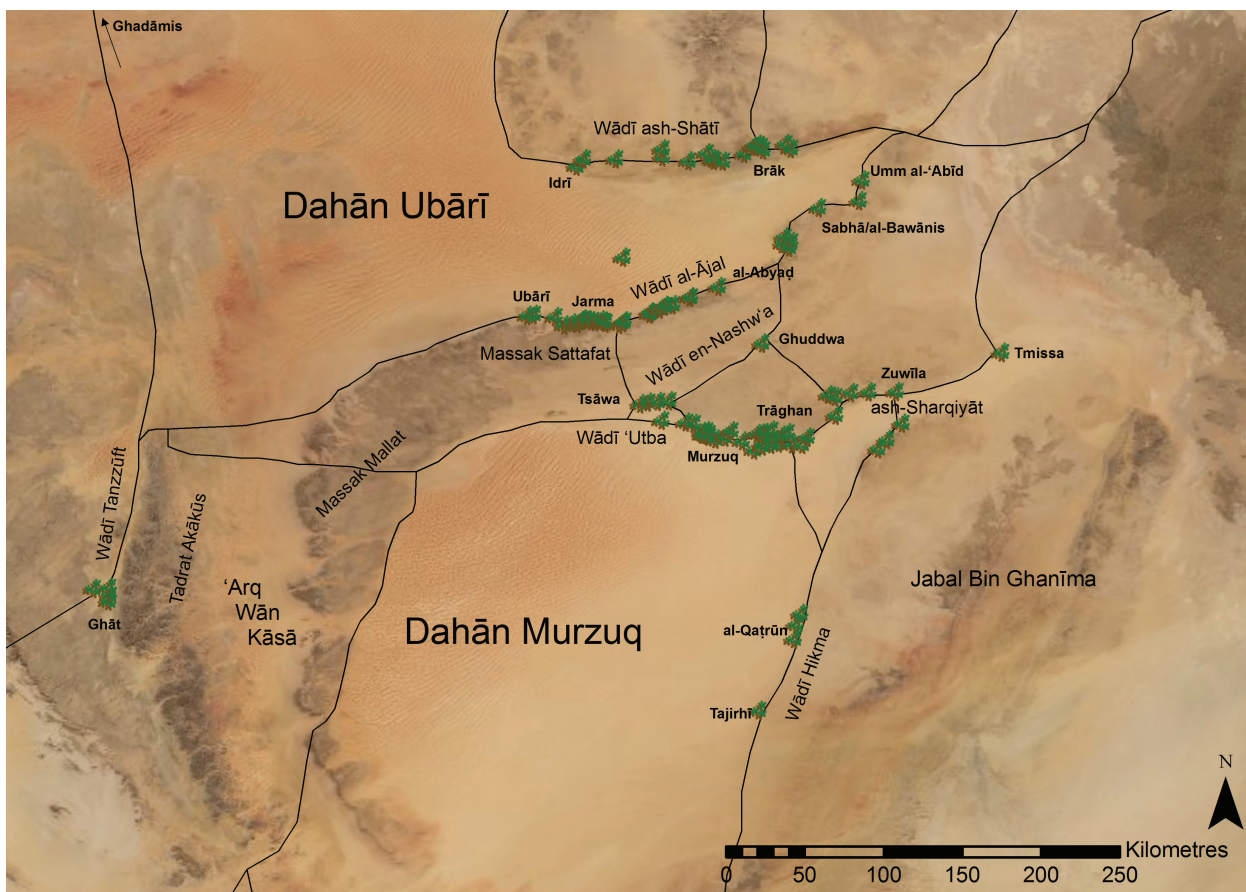 Ghadāmis
Wādī ash-Shātī
Idrī
Brāk
Umm al-‘Abīd
Dahān Ubārī
Sabhā/al-Bawānis
Wādī al-Ājal
al-Abyaḍ
Ubārī
Jarma
Wādī en-Nashw’a
Ghuddwa
Massak Sattafat
Tmissa
Zuwīla
Tsāwa
Trāghan
ash-Sharqiyāt
Wādī ‘Utba
Murzuq
Massak Mallat
Wādī Tanzzūft
Tadrat Akākūs
‘Arq
Wān
Kāsā
Jabal Bin Ghanīma
Ghāt
Dahān Murzuq
al-Qaṭrūn
Wādī Hikma
Tajirhī
N
Kilometres
0 50 100 150 200 250